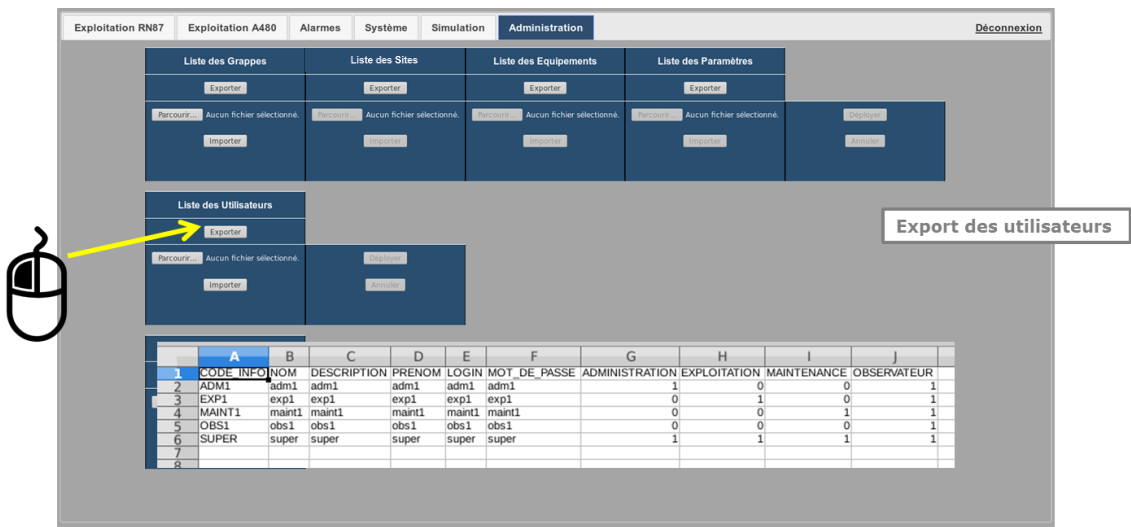 Exploitation RN87 Exploitation A480 Alarmes Système Simulation Administration Déconnexion
Liste des Grappes Liste des Sites Liste des Equipements Liste des Paramètres
Exporter Exporter Exporter Exporter
Parcourir... Aucun fichier sélectionné. Parcourir... Aucun fichier sélectionné. Parcourir... Aucun fichier sélectionné. Parcourir... Aucun fichier sélectionné. Déployer
Importer Importer Importer Importer Annuler
Liste des Utilisateurs
Exporter
Export des utilisateurs
Parcourir... Aucun fichier sélectionné. Déployer
Importer Annuler
A B C D E F G H I J
1 CODE_INFO NOM DESCRIPTION PRENOM LOGIN MOT_DE_PASSE ADMINISTRATION EXPLOITATION MAINTENANCE OBSERVATEUR
2 ADM1 adm1 adm1 adm1 adm1 adm1 1 0 0 1
3 EXP1 exp1 exp1 exp1 exp1 exp1 0 1 0 1
4 MAINT1 maint1 maint1 maint1 maint1 maint1 0 0 1 1
5 OBS1 obs1 obs1 obs1 obs1 obs1 0 0 0 1
6 SUPER super super super super super 1 1 1 1
7
8